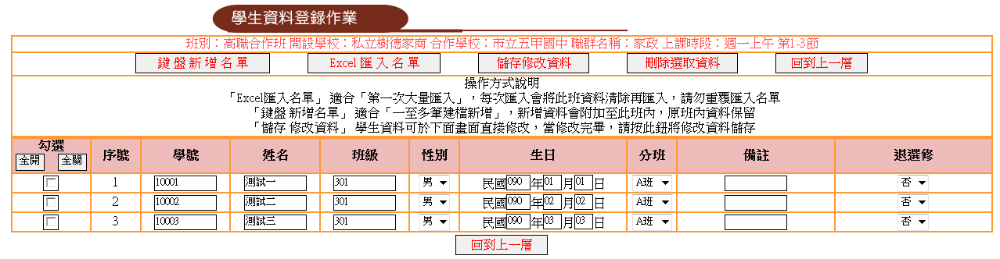 學生資料登錄作業
班別：高職合作班 開設學校：私立樹德家商 合作學校：市立五甲國中 職群名稱：家政 上課時段：週一上午 第1-3節
鍵 盤 新 增 名 單 Excel 匯 入 名 單 儲存修改資料 刪除選取資料 回到上一層
操作方式說明
「Excel匯入名單」 適合「第一次大量匯入」，每次匯入會將此班資料清除再匯入，請勿重覆匯入名單
「鍵盤 新增名單」 適合「一至多筆建檔新增」，新增資料會附加至此班內，原班內資料保留
「儲存 修改資料」 學生資料可於下面畫面直接修改，當修改完畢，請按此鈕將修改資料儲存
勾選 全開 全關 序號 學號 姓名 班級 性別 生日 分班 備註 退選修
1 10001 測試一 301 男 民國090年01月01日 A班 否
2 10002 測試二 301 男 民國090年02月02日 A班 否
3 10003 測試三 301 男 民國090年03月03日 A班 否
回到上一層